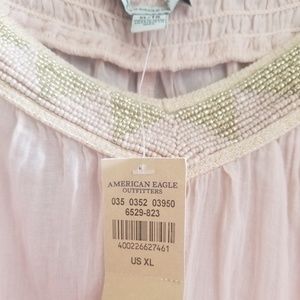 AMERICAN EAGLE
OUTFITTERS
035 0352 03950
6529-823
400226627461
US XL